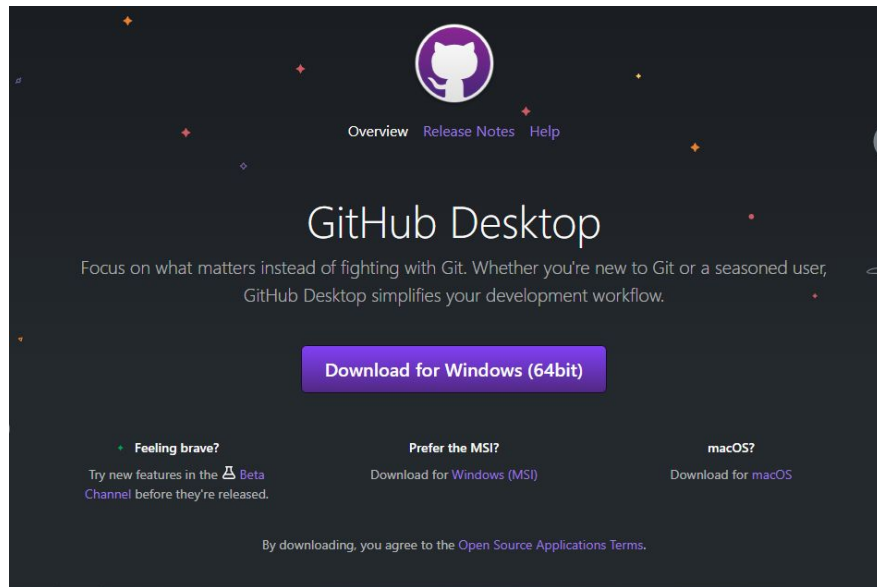 Overview Release Notes Help
GitHub Desktop
Focus on what matters instead of fighting with Git. Whether you're new to Git or a seasoned user,
GitHub Desktop simplifies your development workflow.
Download for Windows (64bit)
Feeling brave?
Try new features in the Beta
Channel before they're released.
Prefer the MSI?
Download for Windows (MSI)
macOS?
Download for macOS
By downloading, you agree to the Open Source Applications Terms.